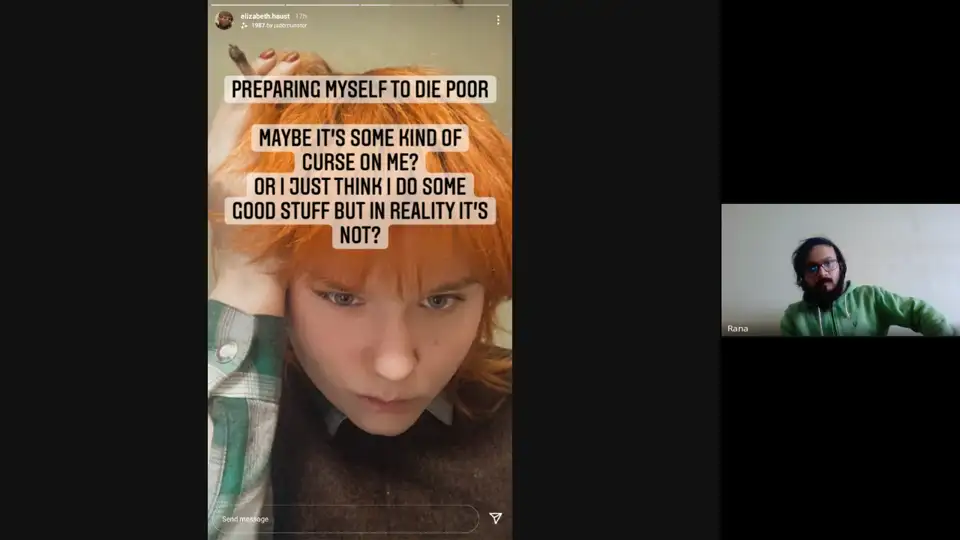 elizabeth.haust 17h
1987 by publicmonster
PREPARING MYSELF TO DIE POOR
MAYBE IT'S SOME KIND OF
CURSE ON ME?
OR I JUST THINK I DO SOME
GOOD STUFF BUT IN REALITY IT'S
NOT?
Send message
Rana